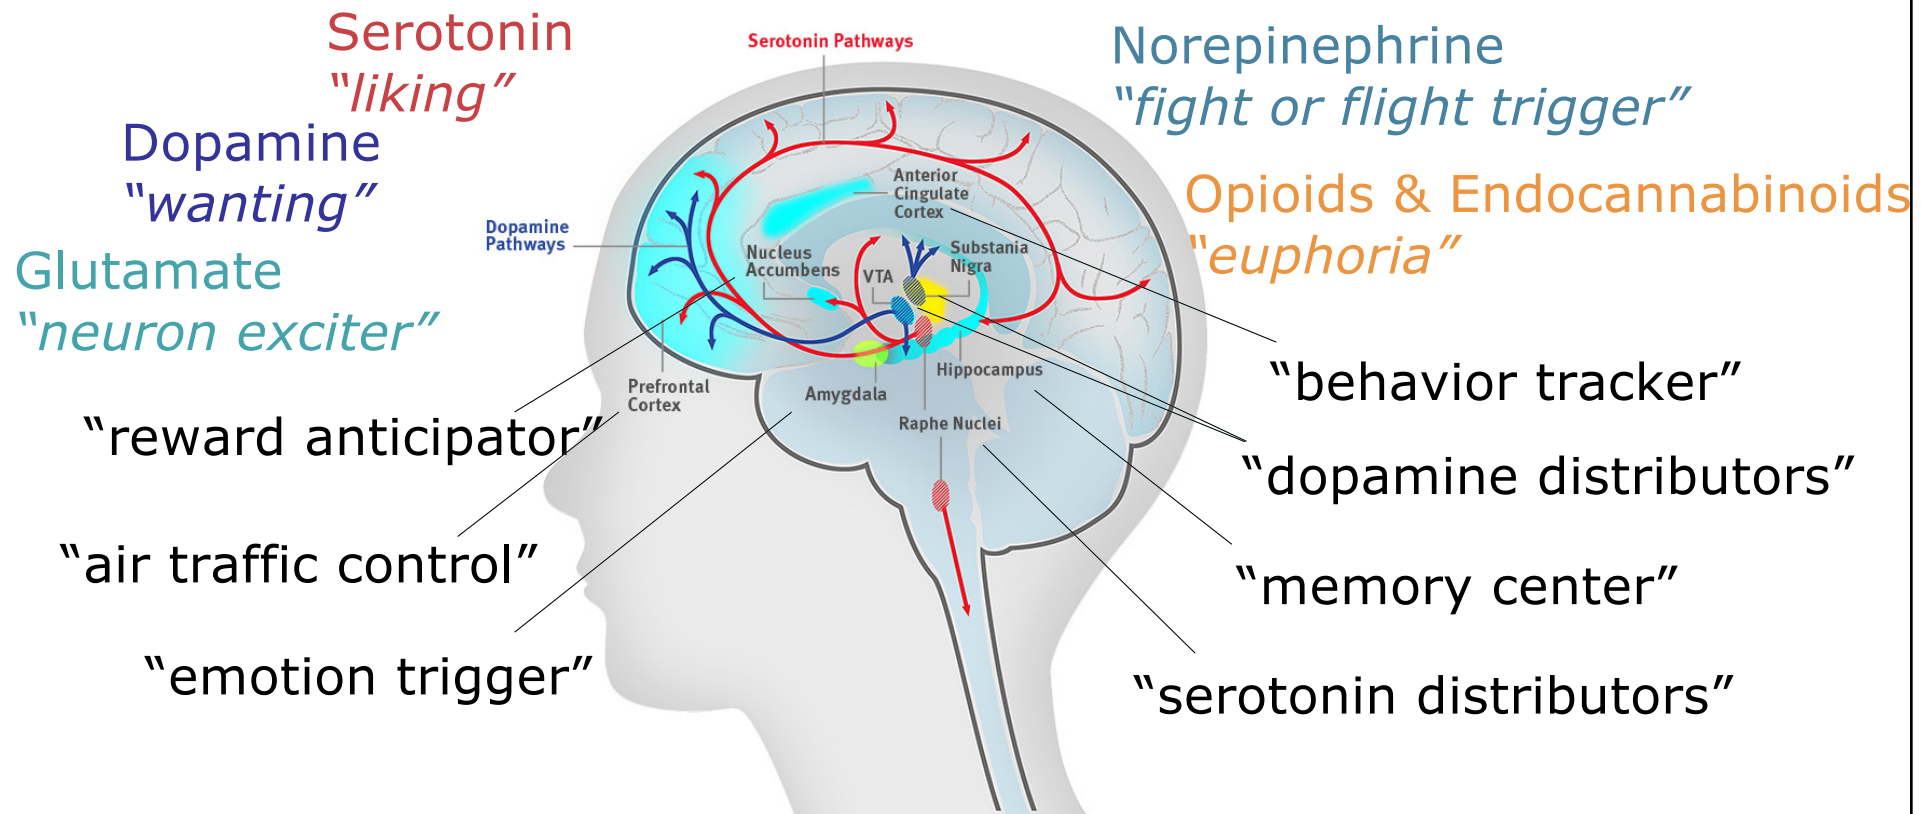 Serotonin
“liking”
Dopamine
“wanting”
Glutamate
“neuron exciter”
Norepinephrine
“fight or flight trigger”
Opioids & Endocannabinoids
“euphoria”
Serotonin Pathways
Dopamine
Pathways
Anterior
Cingulate
Cortex
Nucleus
Accumbens
VTA
Substania
Nigra
Prefrontal
Cortex
Amygdala
Hippocampus
Raphe Nuclei
“reward anticipator”
“air traffic control”
“emotion trigger”
“behavior tracker”
“dopamine distributors”
“memory center”
“serotonin distributors”